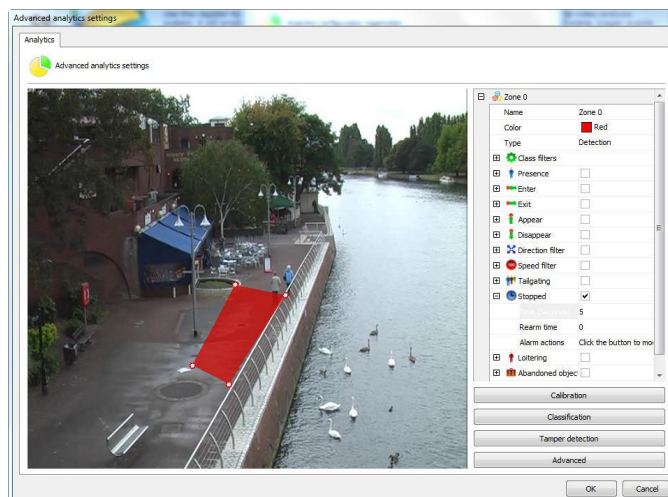 Advanced analytics settings
Analytics
Advanced analytics settings
Zone 0
Name Zone 0
Color Red
Type Detection
Class filters
Presence
Enter
Exit
Appear
Disappear
Direction filter
Speed filter
Tailgating
Stopped
5
Rearm time 0
Alarm actions Click the button to mo
Loitering
Abandoned objec
Calibration
Classification
Tamper detection
Advanced
OK Cancel